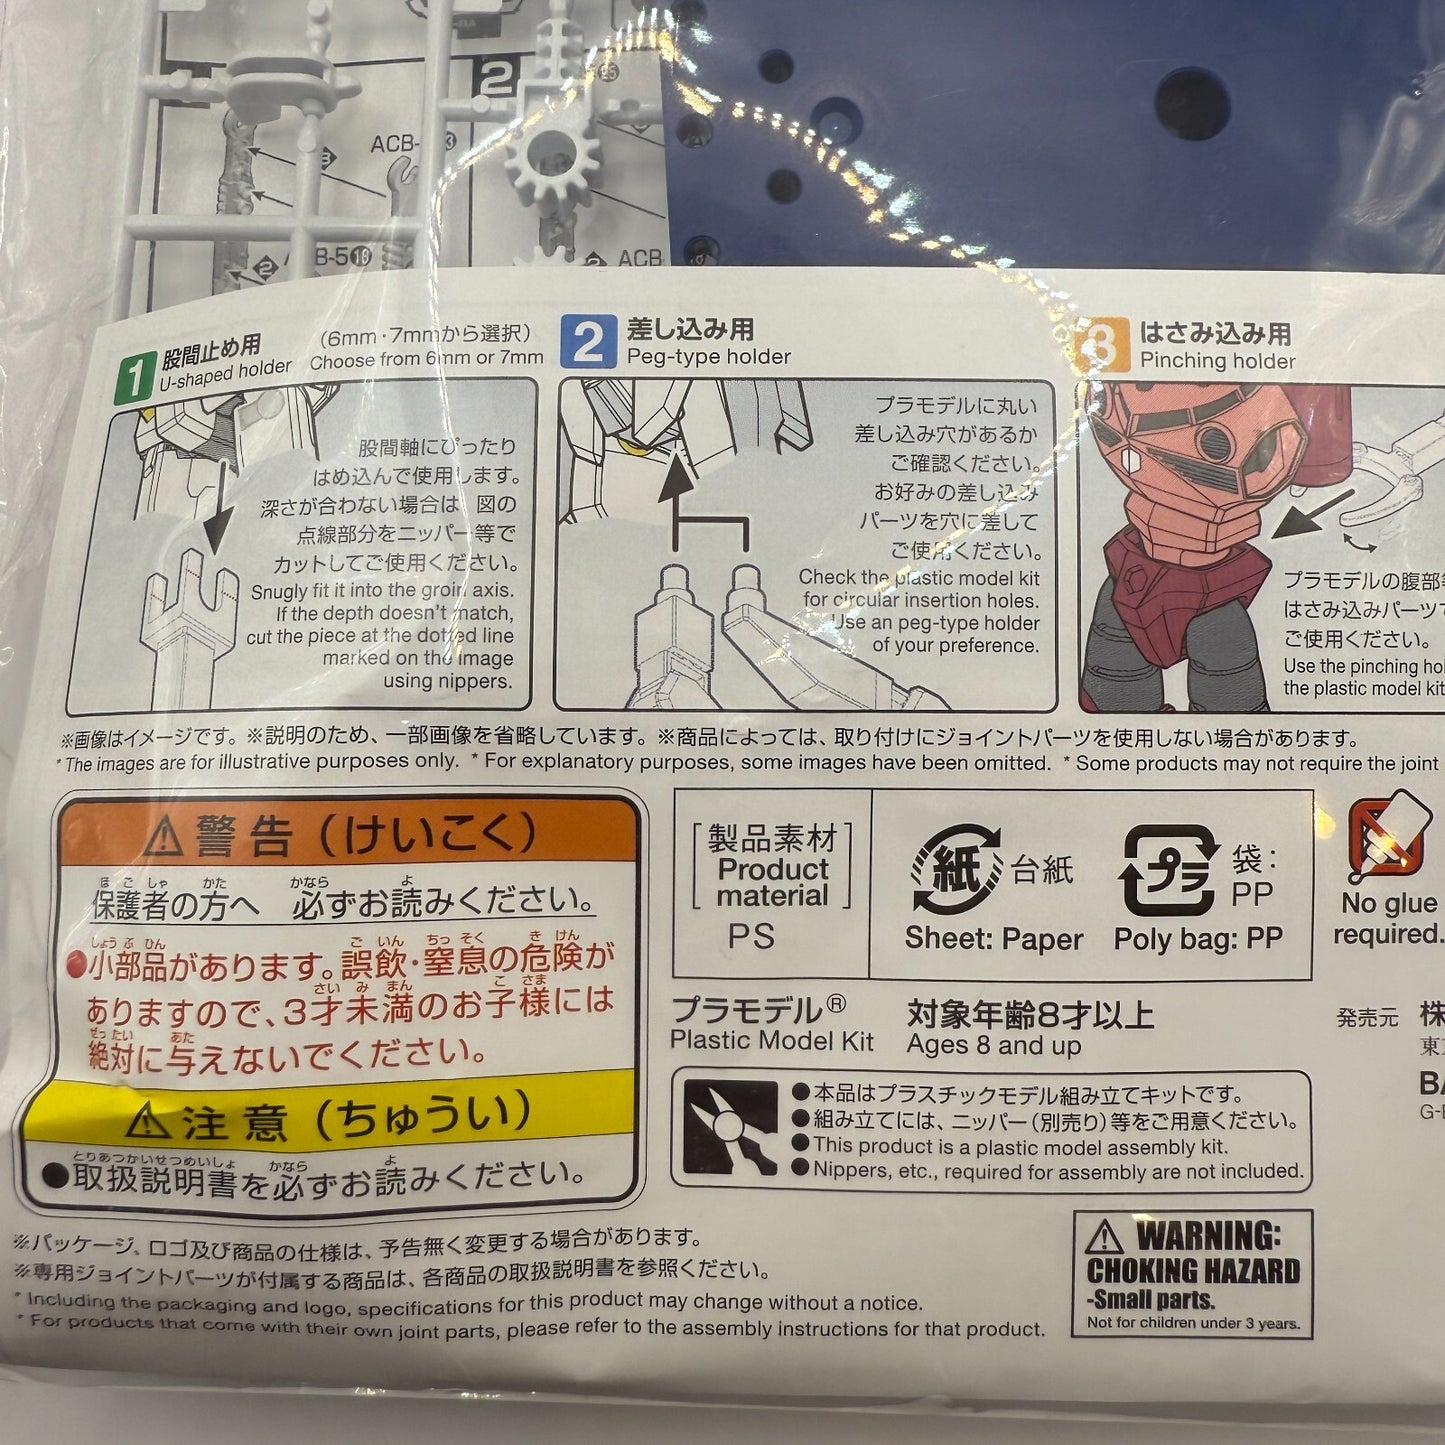 2
ACB-
B-5⓰
ACB
1
股間止め用
U-shaped holder
(6mm・7mmから選択)
Choose from 6mm or 7mm
股間軸にぴったり
はめ込んで使用します。
深さが合わない場合は、図の
点線部分をニッパー等で
カットしてご使用ください。
Snugly fit it into the groin axis.
If the depth doesn't match,
cut the piece at the dotted line
marked on the image
using nippers.
2
差し込み用
Peg-type holder
プラモデルに丸い
差し込み穴があるか
ご確認ください。
お好みの差し込み
パーツを穴に差して
ご使用ください。
Check the plastic model kit
for circular insertion holes.
Use an peg-type holder
of your preference.
3
はさみ込み用
Pinching holder
プラモデルの腹部
はさみ込みパーツ
ご使用ください。
Use the pinching
the plastic model
※画像はイメージです。※説明のため、一部画像を省略しています。※商品によっては、取り付けにジョイントパーツを使用しない場合があります。
* The images are for illustrative purposes only. * For explanatory purposes, some images have been omitted. * Some products may not require the joint
⚠警告(けいこく)
保護者の方へ 必ずお読みください。
●小部品があります。誤飲・窒息の危険が
ありますので、3才未満のお子様には
絶対に与えないでください。
⚠注意(ちゅうい)
●取扱説明書を必ずお読みください。
[製品素材
Product
material]
PS
紙 台紙
Sheet: Paper
プラ 袋:
PP
Poly bag: PP
No glue
required.
プラモデル®
Plastic Model Kit
対象年齢8才以上
Ages 8 and up
発売元
●本品はプラスチックモデル組み立てキットです。
●組み立てには、ニッパー(別売り)等をご用意ください。
●This product is a plastic model assembly kit.
●Nippers, etc., required for assembly are not included.
※パッケージ、ロゴ及び商品の仕様は、予告無く変更する場合があります。
※専用ジョイントパーツが付属する商品は、各商品の取扱説明書を参照ください。
* Including the packaging and logo, specifications for this product may change without a notice.
* For products that come with their own joint parts, please refer to the assembly instructions for that product.
⚠ WARNING:
CHOKING HAZARD
-Small parts.
Not for children under 3 years.